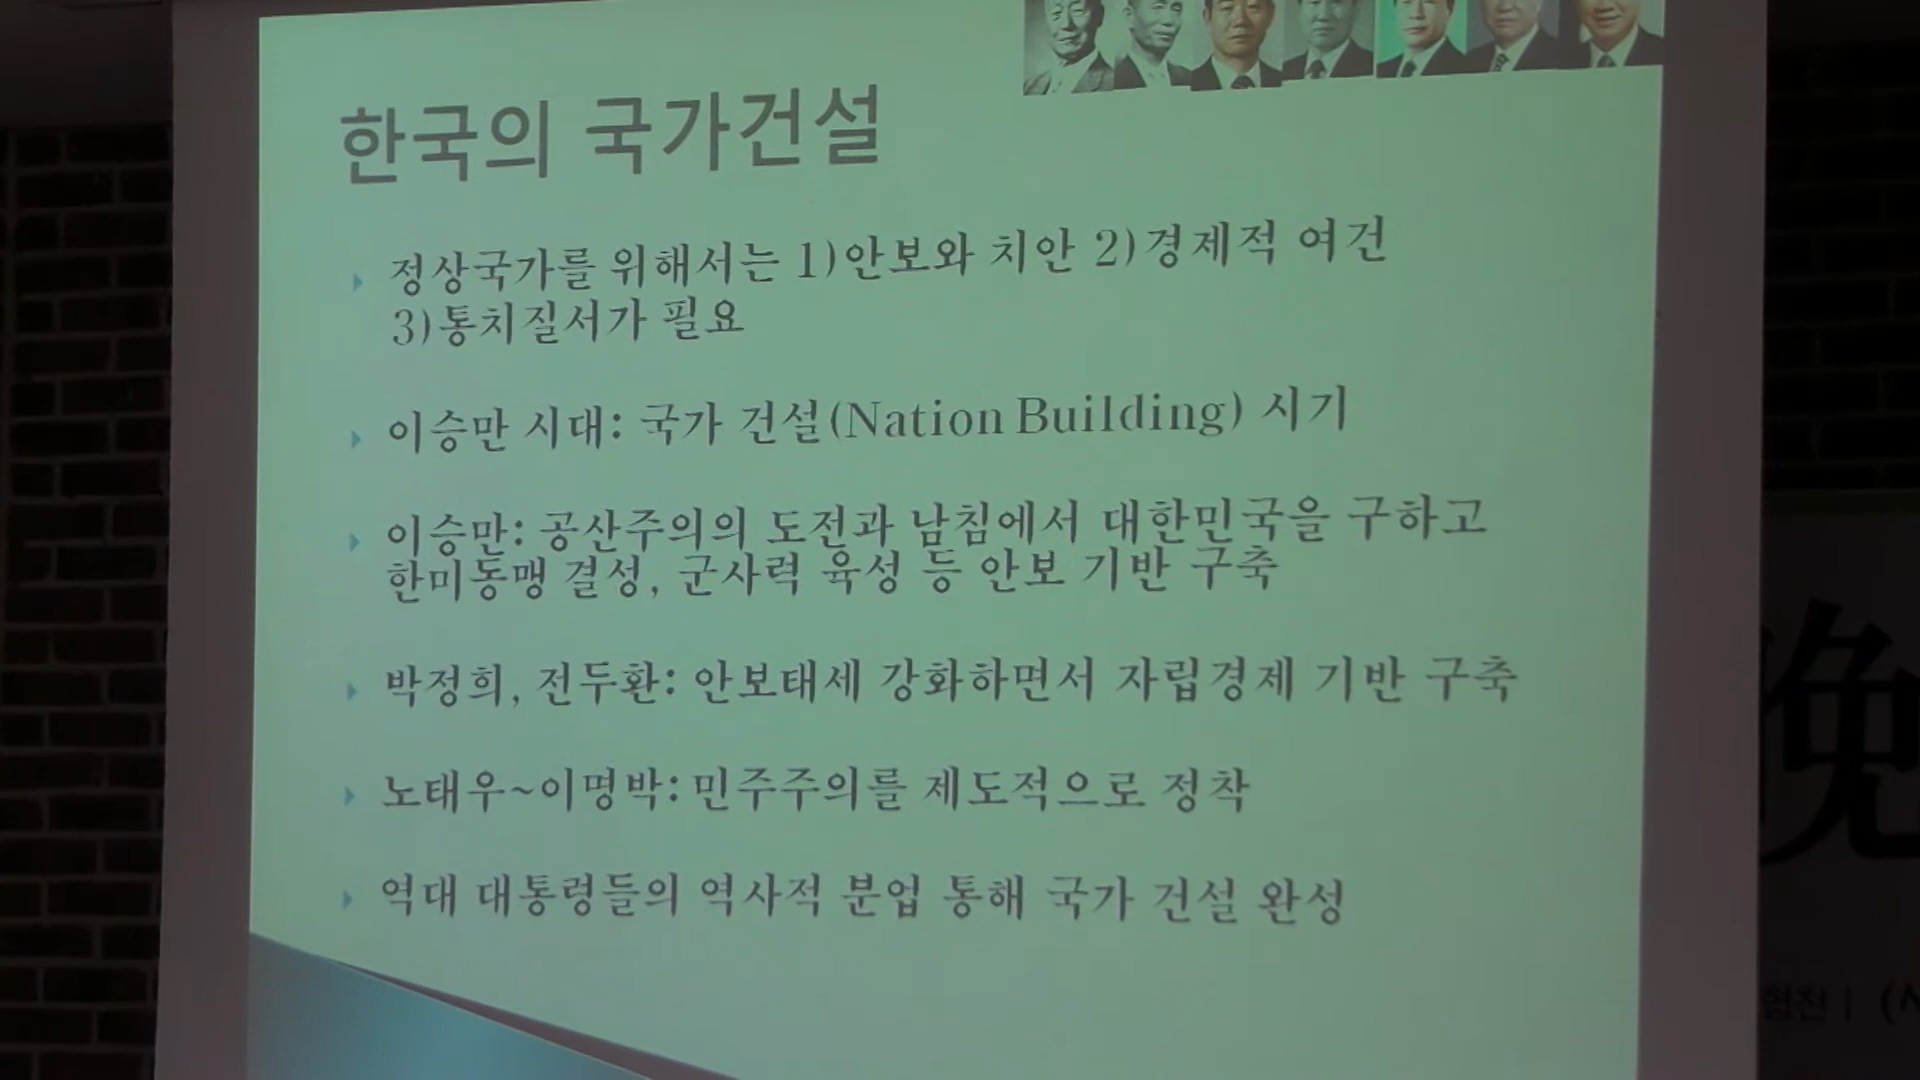 한국의 국가건설
정상국가를 위해서는 1)안보와 치안 2)경제적 여건
3)통치질서가 필요
이승만 시대: 국가 건설(Nation Building) 시기
이승만: 공산주의의 도전과 남침에서 대한민국을 구하고
한미동맹 결성, 군사력 육성 등 안보 기반 구축
박정희, 전두환: 안보태세 강화하면서 자립경제 기반 구축
노태우~이명박: 민주주의를 제도적으로 정착
역대 대통령들의 역사적 분업 통해 국가 건설 완성